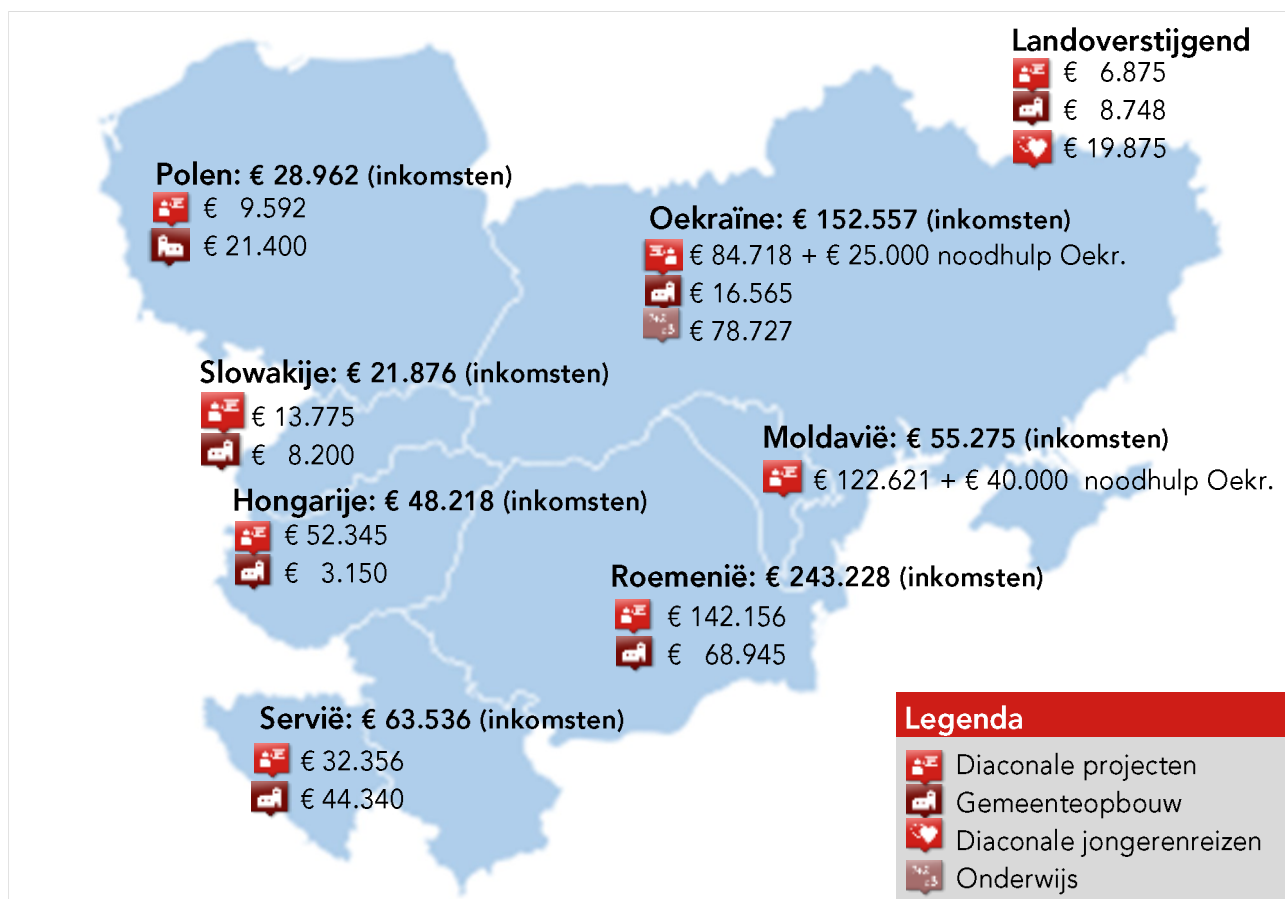 Landoverstijgend
€ 6.875
€ 8.748
€ 19.875
Polen: € 28.962 (inkomsten)
€ 9.592
€ 21.400
Oekraïne: € 152.557 (inkomsten)
€ 84.718 + € 25.000 noodhulp Oekr.
€ 16.565
€ 78.727
Slowakije: € 21.876 (inkomsten)
€ 13.775
€ 8.200
Moldavië: € 55.275 (inkomsten)
€ 122.621 + € 40.000 noodhulp Oekr.
Hongarije: € 48.218 (inkomsten)
€ 52.345
€ 3.150
Roemenië: € 243.228 (inkomsten)
€ 142.156
€ 68.945
Servië: € 63.536 (inkomsten)
€ 32.356
€ 44.340
Legenda
Diaconale projecten
Gemeenteopbouw
Diaconale jongerenreizen
Onderwijs